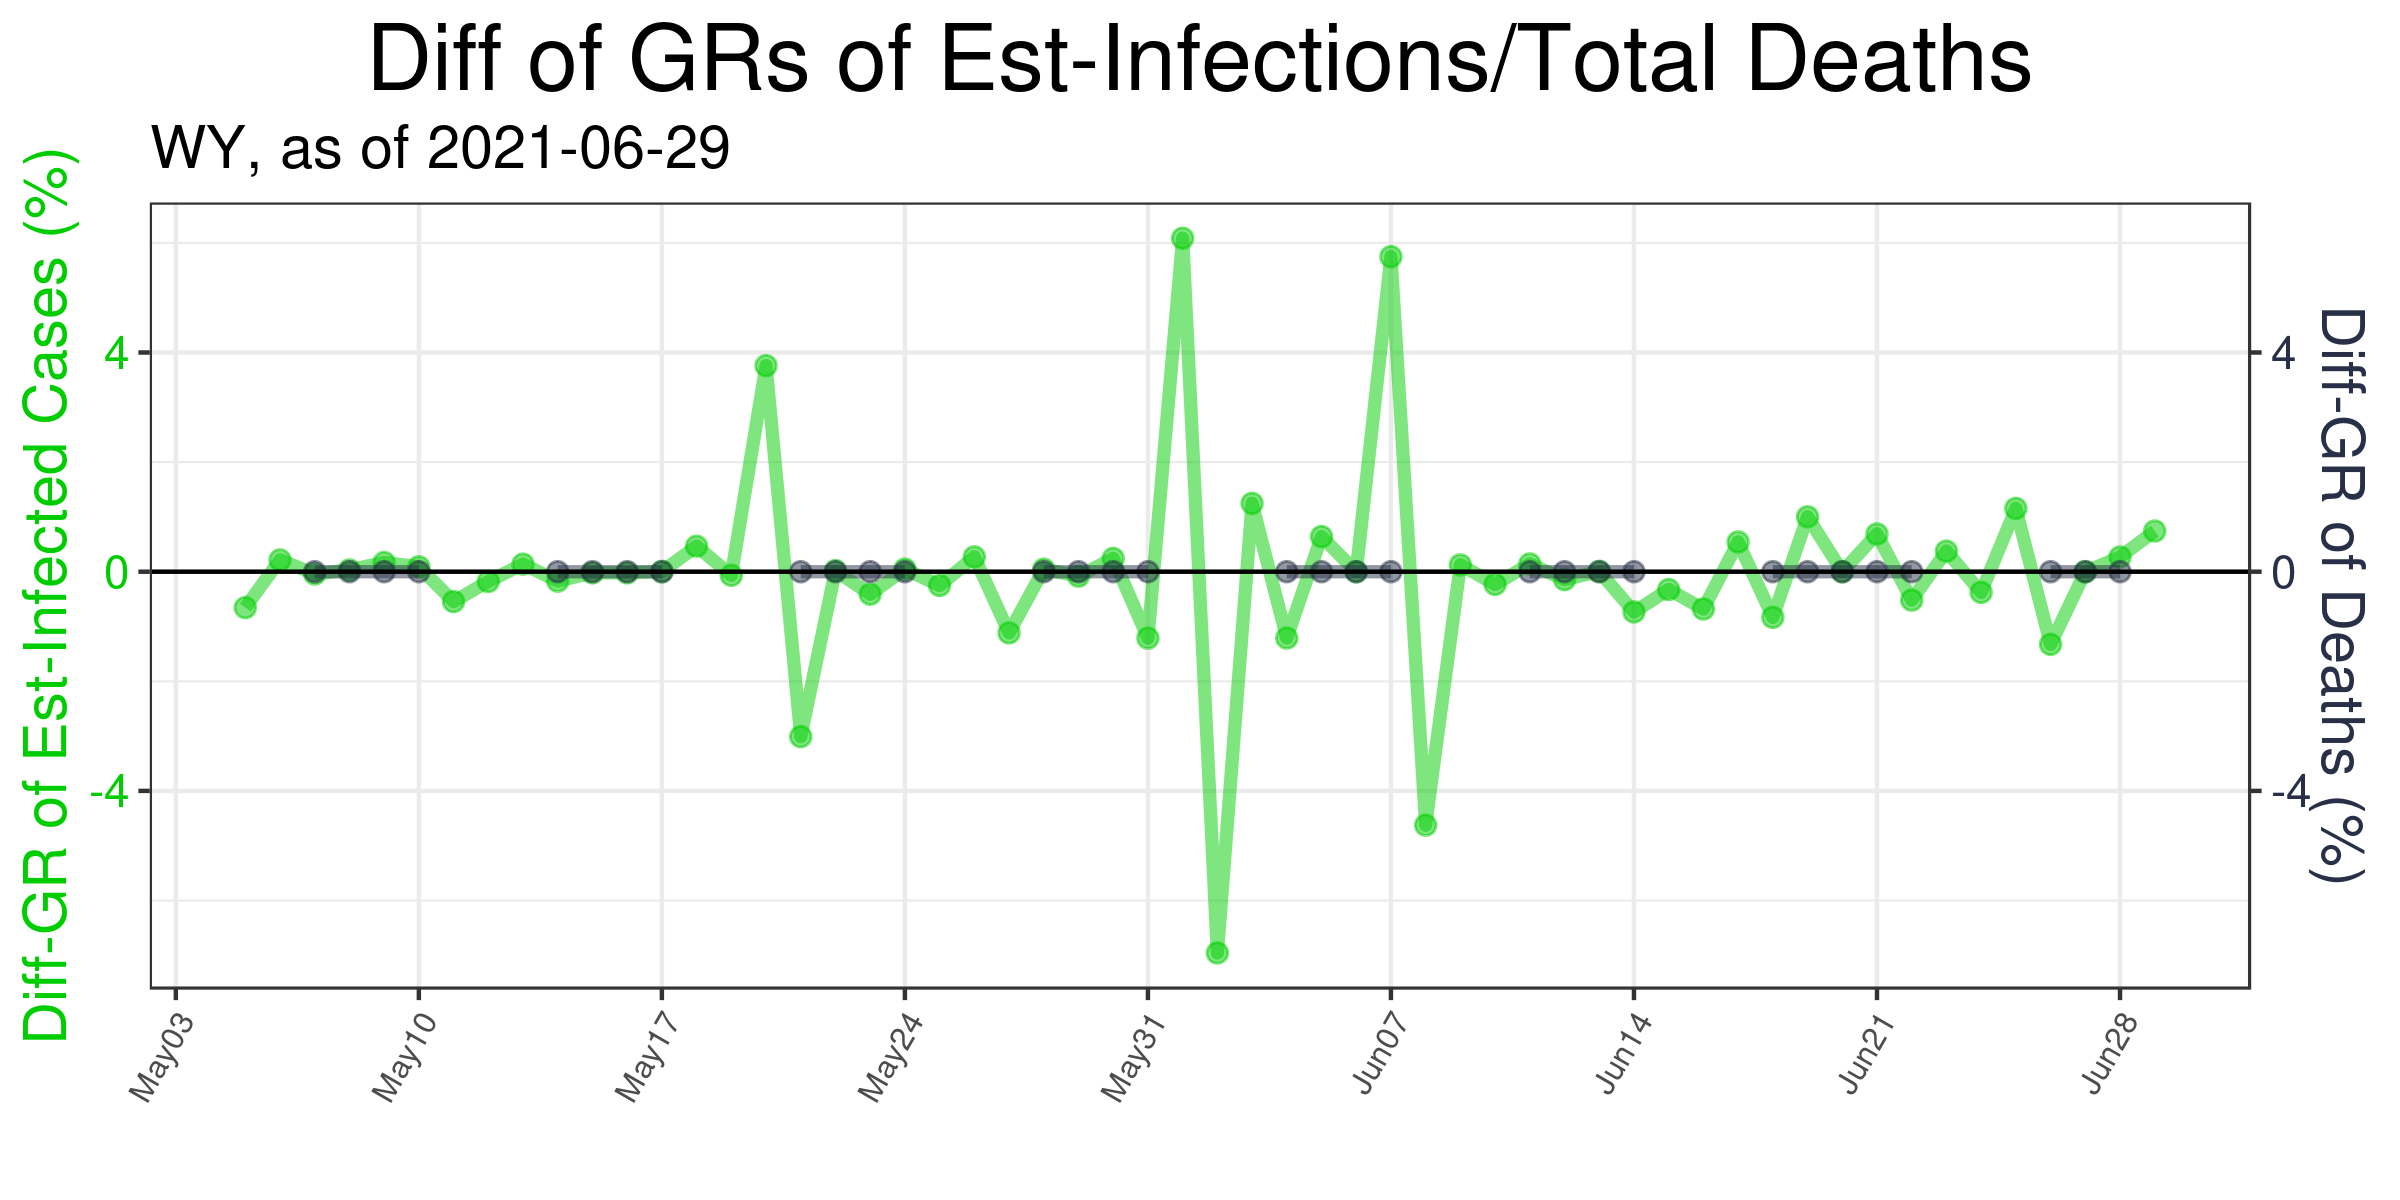 Diff of GRs of Est-Infections/Total Deaths
WY, as of 2021-06-29
Diff-GR of Est-Infected Cases (%)
4
0
-4
4
0
-4
Diff-GR of Deaths (%)
May03
May10
May17
May24
May31
Jun07
Jun14
Jun21
Jun28